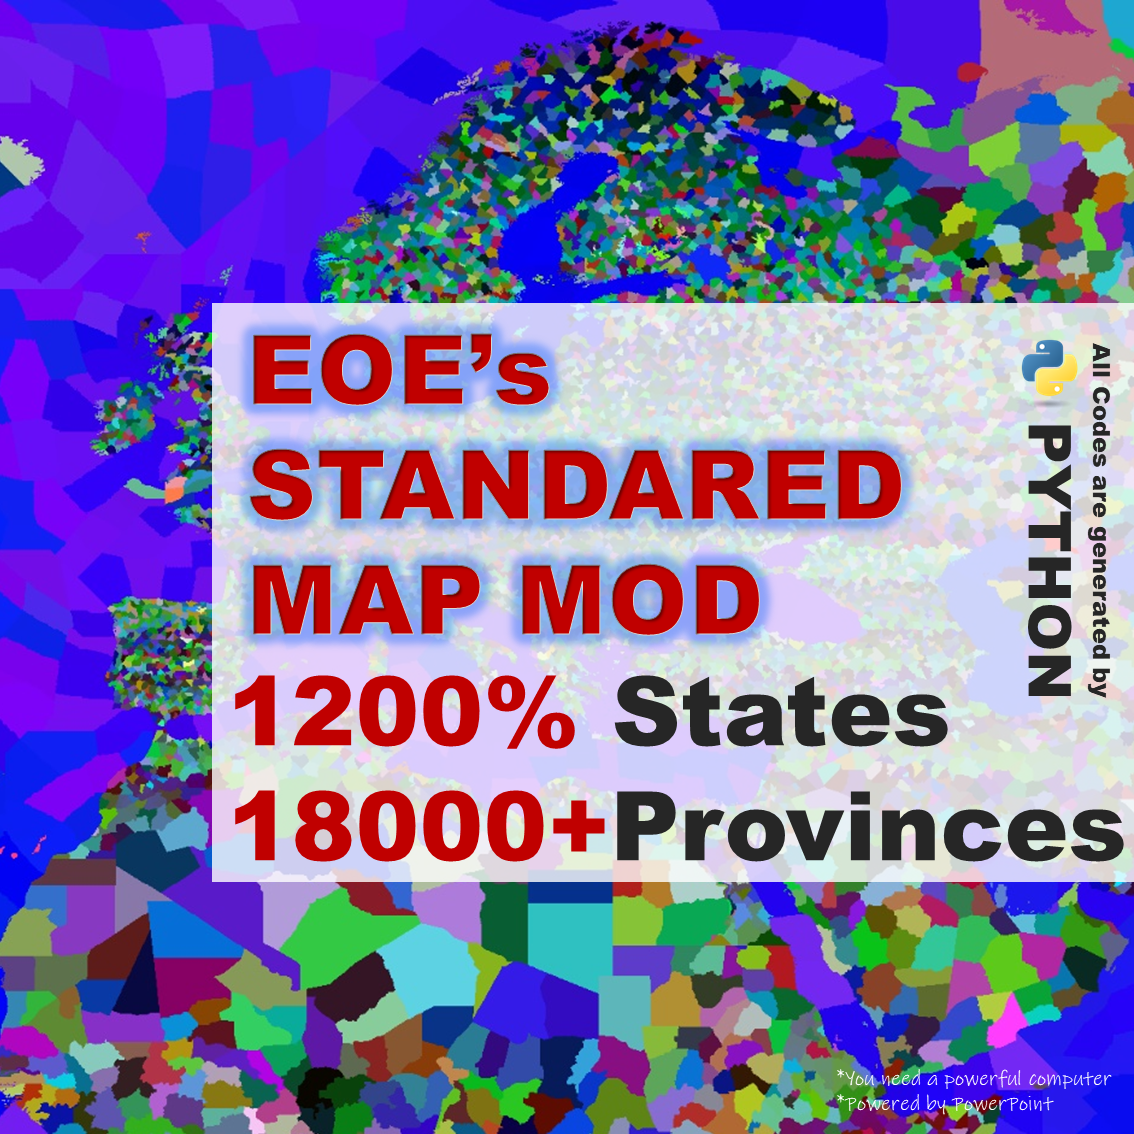 EOE’s
STANDARED
MAP MOD
1200% States
18000+Provinces
All Codes are generated by
PYTHON
*You need a powerful computer
*Powered by PowerPoint